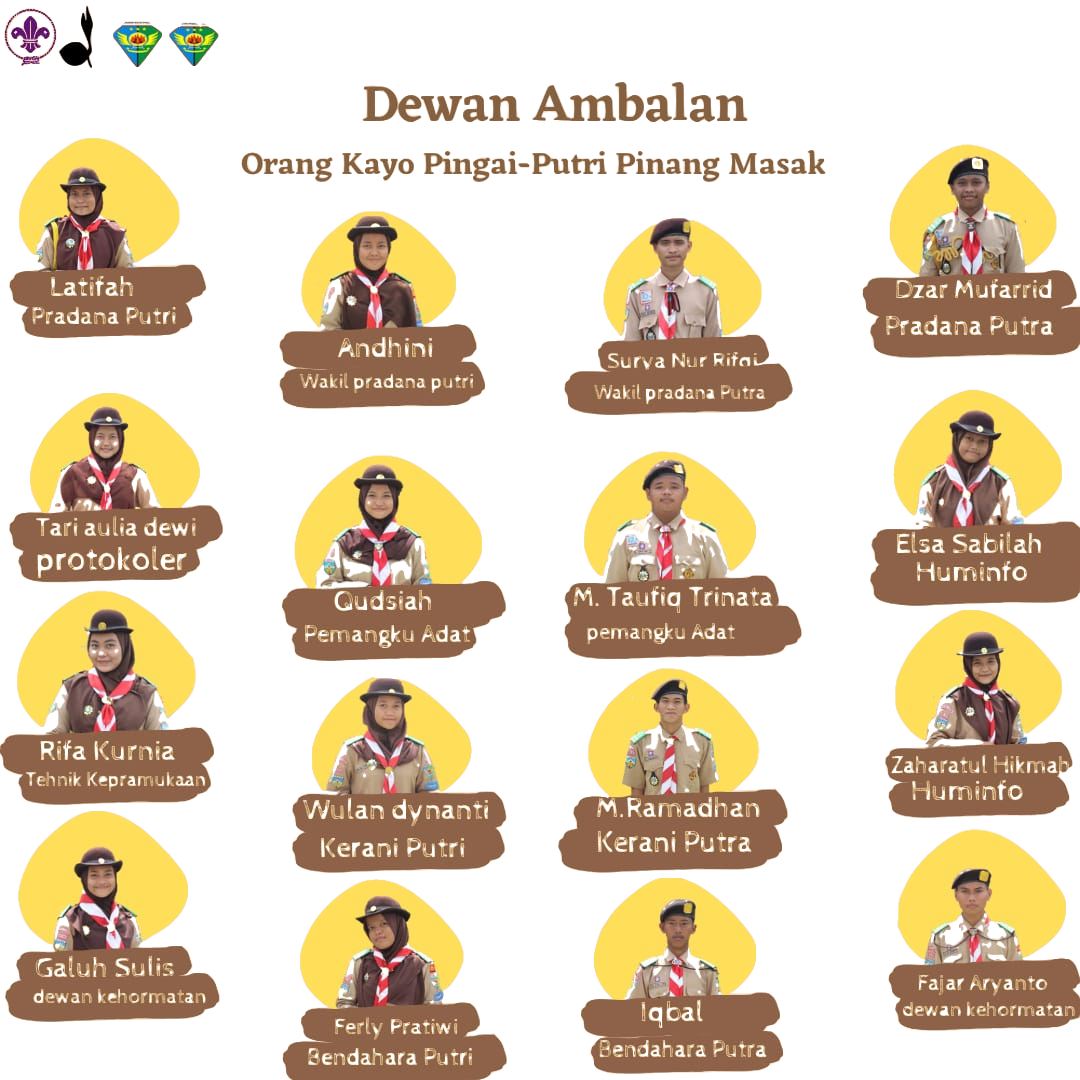 Dewan Ambalan
Orang Kayo Pingai-Putri Pinang Masak
Latifah
Pradana Putri
Andhini
Wakil pradana putri
Surya Nur Rifqi
Wakil pradana Putra
Dzar Mufarrid
Pradana Putra
Tari aulia dewi
protokoler
Qudsiah
Pemangku Adat
M. Taufiq Trinata
pemangku Adat
Elsa Sabilah
Huminfo
Rifa Kurnia
Tehnik Kepramukaan
Wulan dynanti
Kerani Putri
M.Ramadhan
Kerani Putra
Zaharatul Hikmah
Huminfo
Galuh Sulis
dewan kehormatan
Ferly Pratiwi
Bendahara Putri
Iqbal
Bendahara Putra
Fajar Aryanto
dewan kehormatan